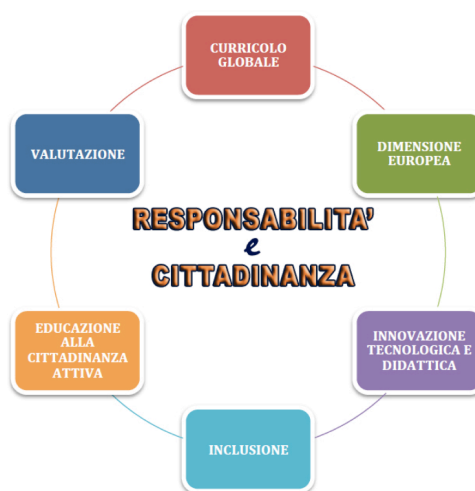 CURRICOLO
GLOBALE
VALUTAZIONE
DIMENSIONE
EUROPEA
RESPONSABILITA'
e
CITTADINANZA
EDUCAZIONE
ALLA
CITTADINANZA
ATTIVA
INNOVAZIONE
TECNOLOGICA E
DIDATTICA
INCLUSIONE